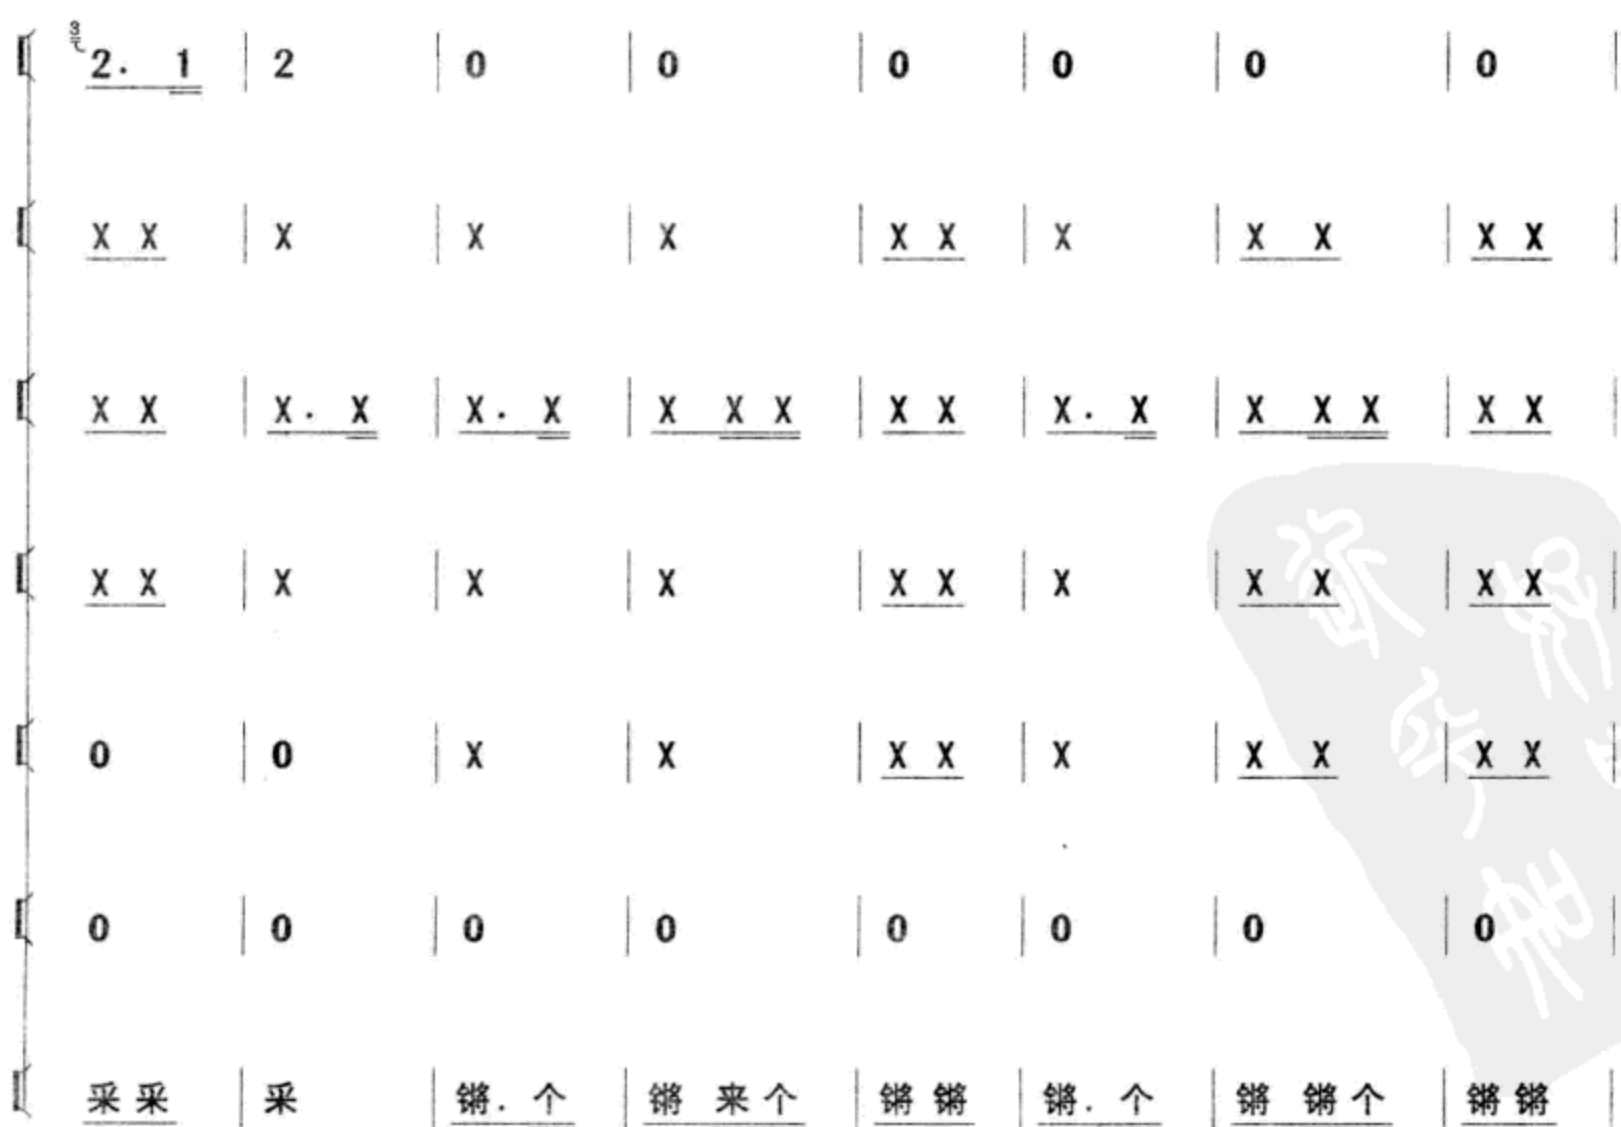 3 2. 1 | 2 | 0 | 0 | 0 | 0 | 0 | 0 |
X X | X | X | X | X X | X | X X | X X |
X X | X. X | X. X | X X X | X X | X. X | X X X | X X |
X X | X | X | X | X X | X | X X | X X |
0 | 0 | X | X | X X | X | X X | X X |
0 | 0 | 0 | 0 | 0 | 0 | 0 | 0 |
采采 | 采 | 锵. 个 | 锵 来个 | 锵锵 | 锵. 个 | 锵 锵个 | 锵锵 |